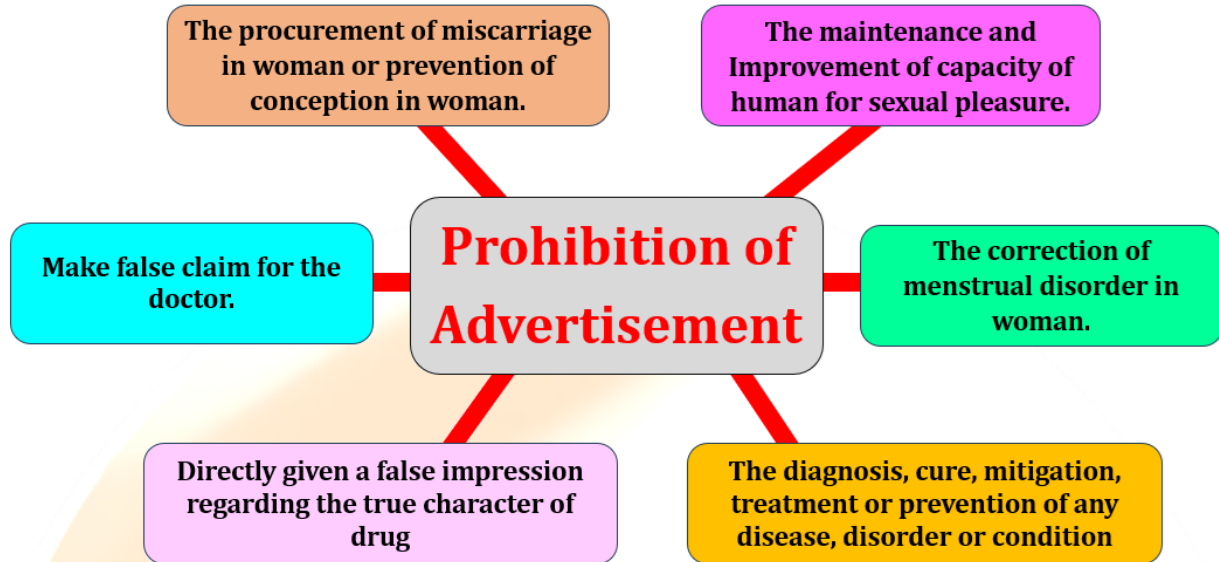 The procurement of miscarriage
in woman or prevention of
conception in woman.
The maintenance and
Improvement of capacity of
human for sexual pleasure.
Make false claim for the
doctor.
Prohibition of
Advertisement
The correction of
menstrual disorder in
woman.
Directly given a false impression
regarding the true character of
drug
The diagnosis, cure, mitigation,
treatment or prevention of any
disease, disorder or condition